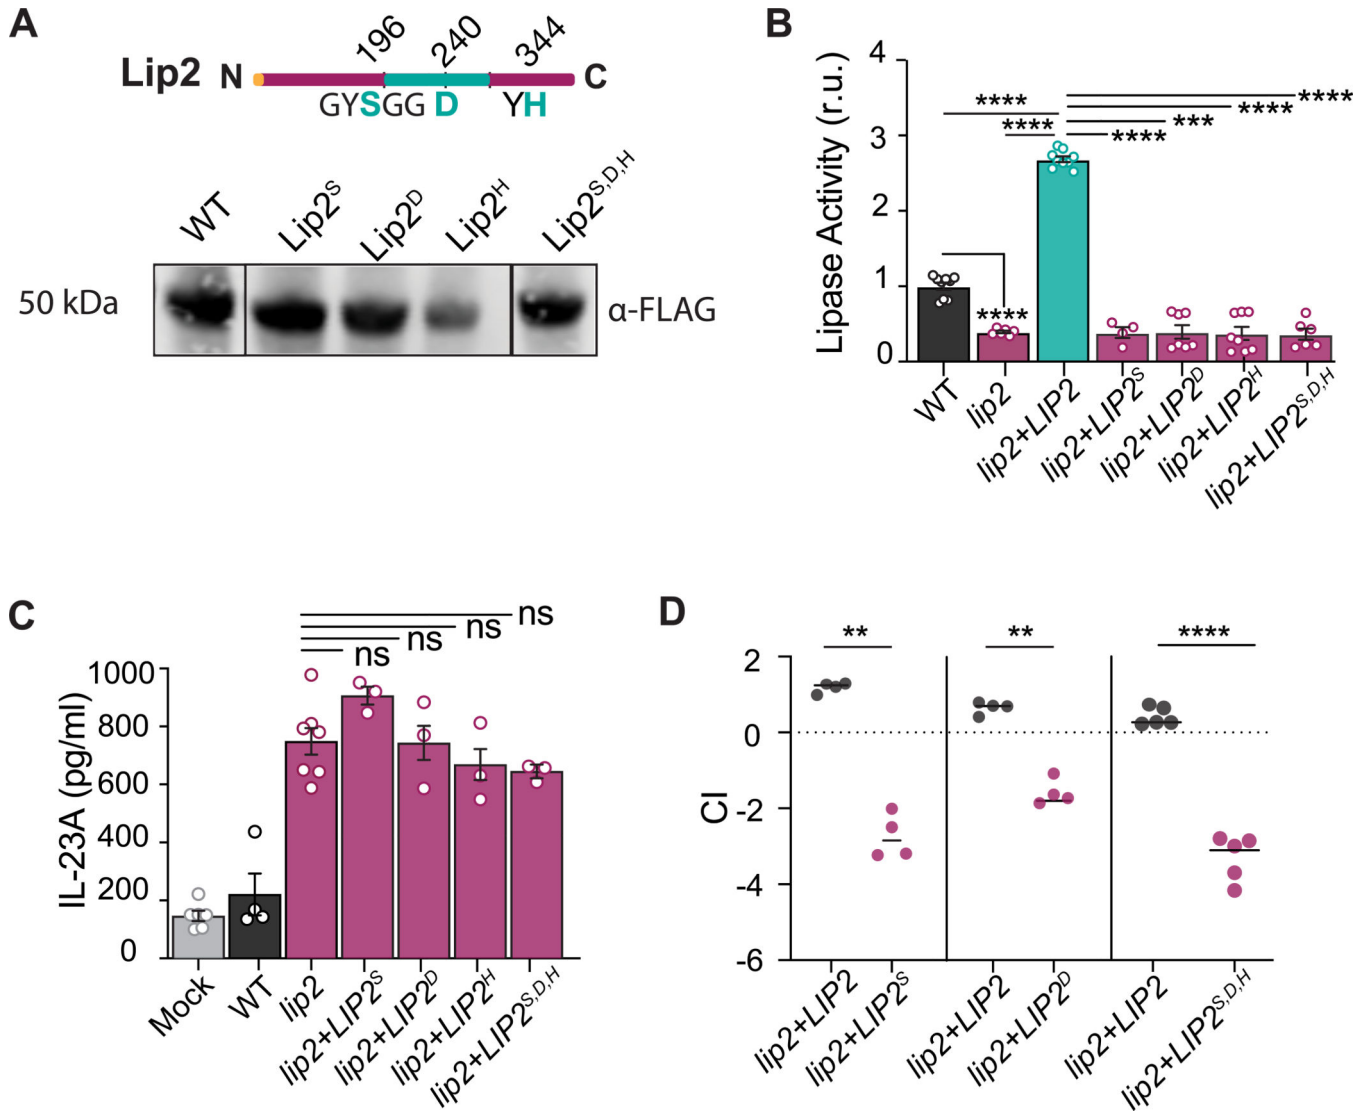 A
196 240 344
Lip2 N C
GYSGG D YH
WT Lip2S Lip2D Lip2H Lip2S,D,H
50 kDa α-FLAG
B
Lipase Activity (r.u.)
4
3
2
1
0
**** **** **** *** **** ****
****
WT lip2 lip2+LIP2 lip2+LIP2S lip2+LIP2D lip2+LIP2H lip2+LIP2S,D,H
C
IL-23A (pg/ml)
1000
800
600
400
200
0
ns ns ns ns
Mock WT lip2 lip2+LIP2S lip2+LIP2D lip2+LIP2H lip2+LIP2S,D,H
D
CI
2
0
-2
-4
-6
** ** ****
lip2+LIP2 lip2+LIP2S lip2+LIP2 lip2+LIP2D lip2+LIP2 lip2+LIP2S,D,H